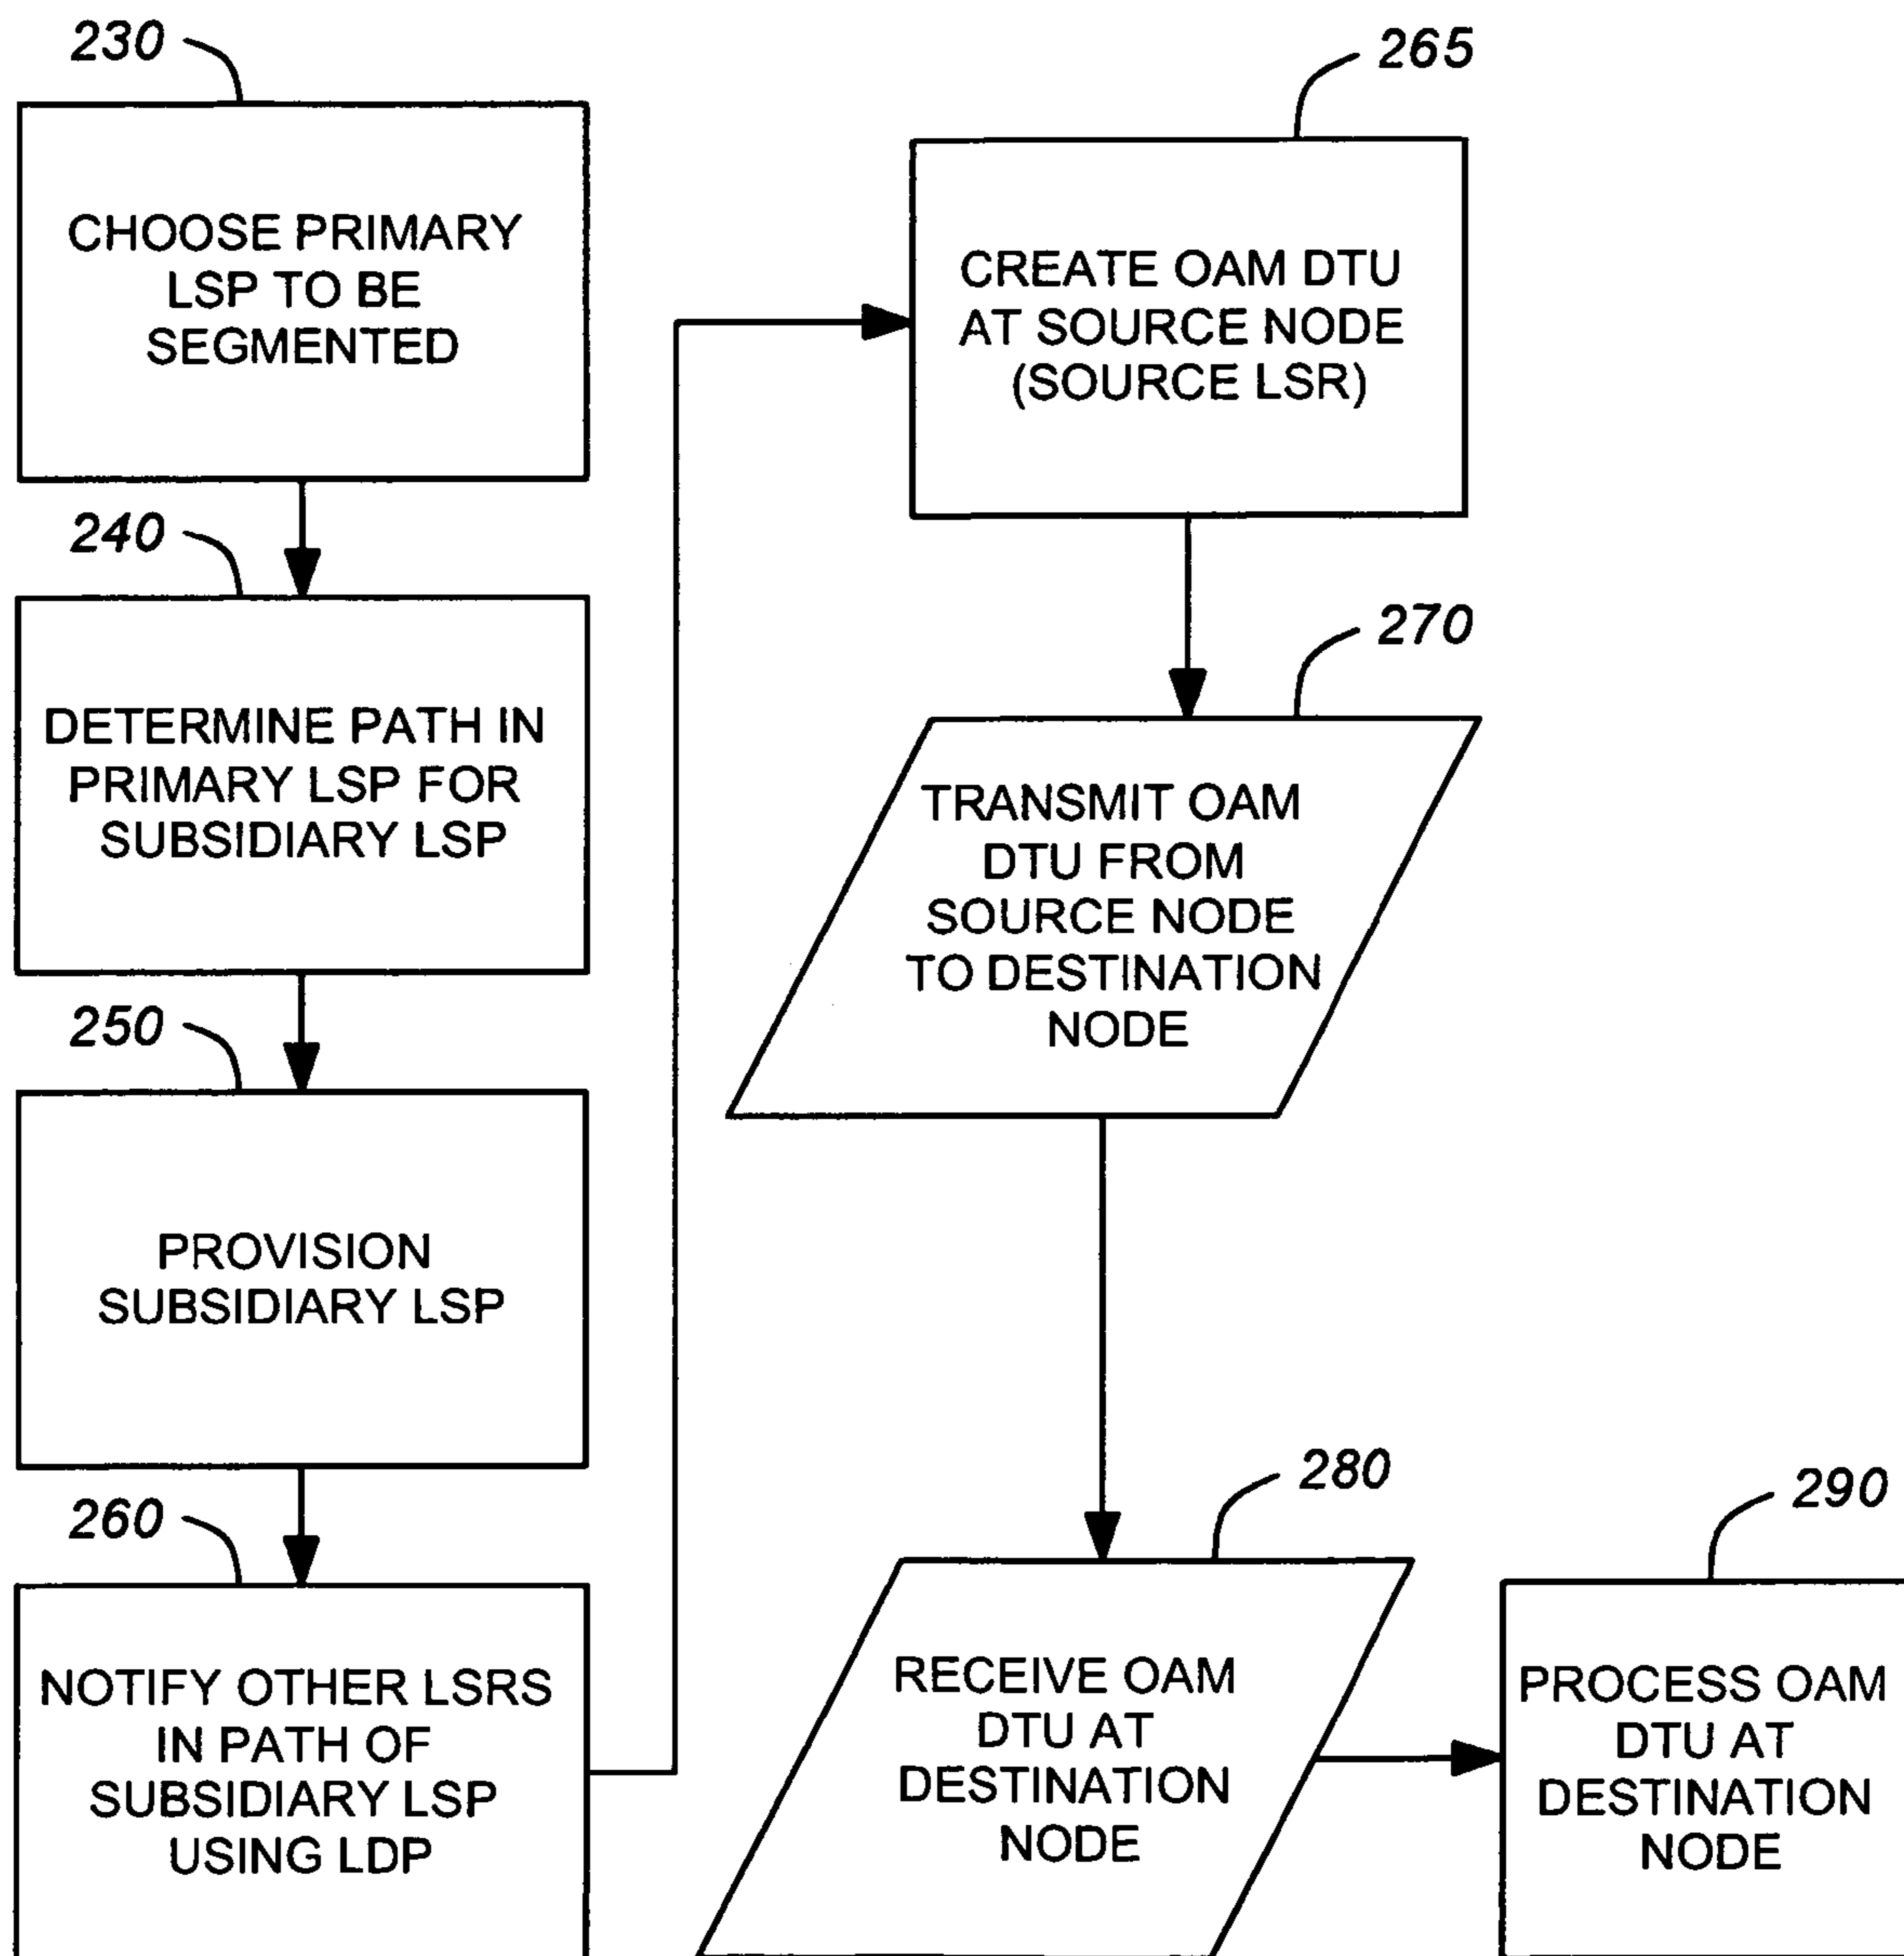 230
CHOOSE PRIMARY
LSP TO BE
SEGMENTED
240
DETERMINE PATH IN
PRIMARY LSP FOR
SUBSIDIARY LSP
250
PROVISION
SUBSIDIARY LSP
260
NOTIFY OTHER LSRS
IN PATH OF
SUBSIDIARY LSP
USING LDP
265
CREATE OAM DTU
AT SOURCE NODE
(SOURCE LSR)
270
TRANSMIT OAM
DTU FROM
SOURCE NODE
TO DESTINATION
NODE
280
RECEIVE OAM
DTU AT
DESTINATION
NODE
290
PROCESS OAM
DTU AT
DESTINATION
NODE